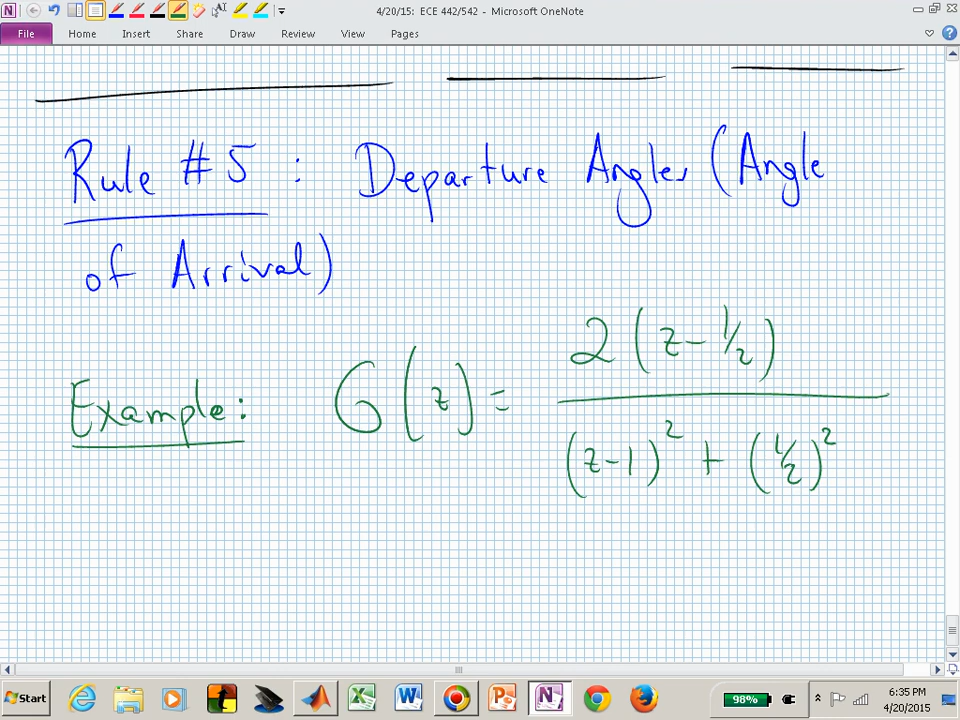 4/20/15: ECE 442/542 - Microsoft OneNote
File Home Insert Share Draw Review View Pages
Rule #5: Departure Angles (Angle
of Arrival)
Example: G(z) = 2(z-1/2) / (z-1)² + (1/2)²
Start 98% 6:35 PM
4/20/2015